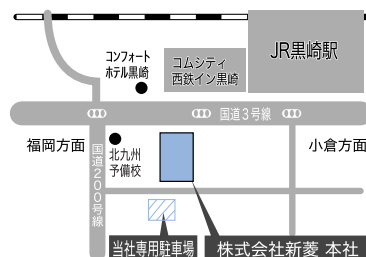 コンフォート
ホテル黒崎
コムシティ
西鉄イン黒崎
JR黒崎駅
国道3号線
福岡方面
北九州
予備校
小倉方面
国道200号線
当社専用駐車場
株式会社新菱 本社